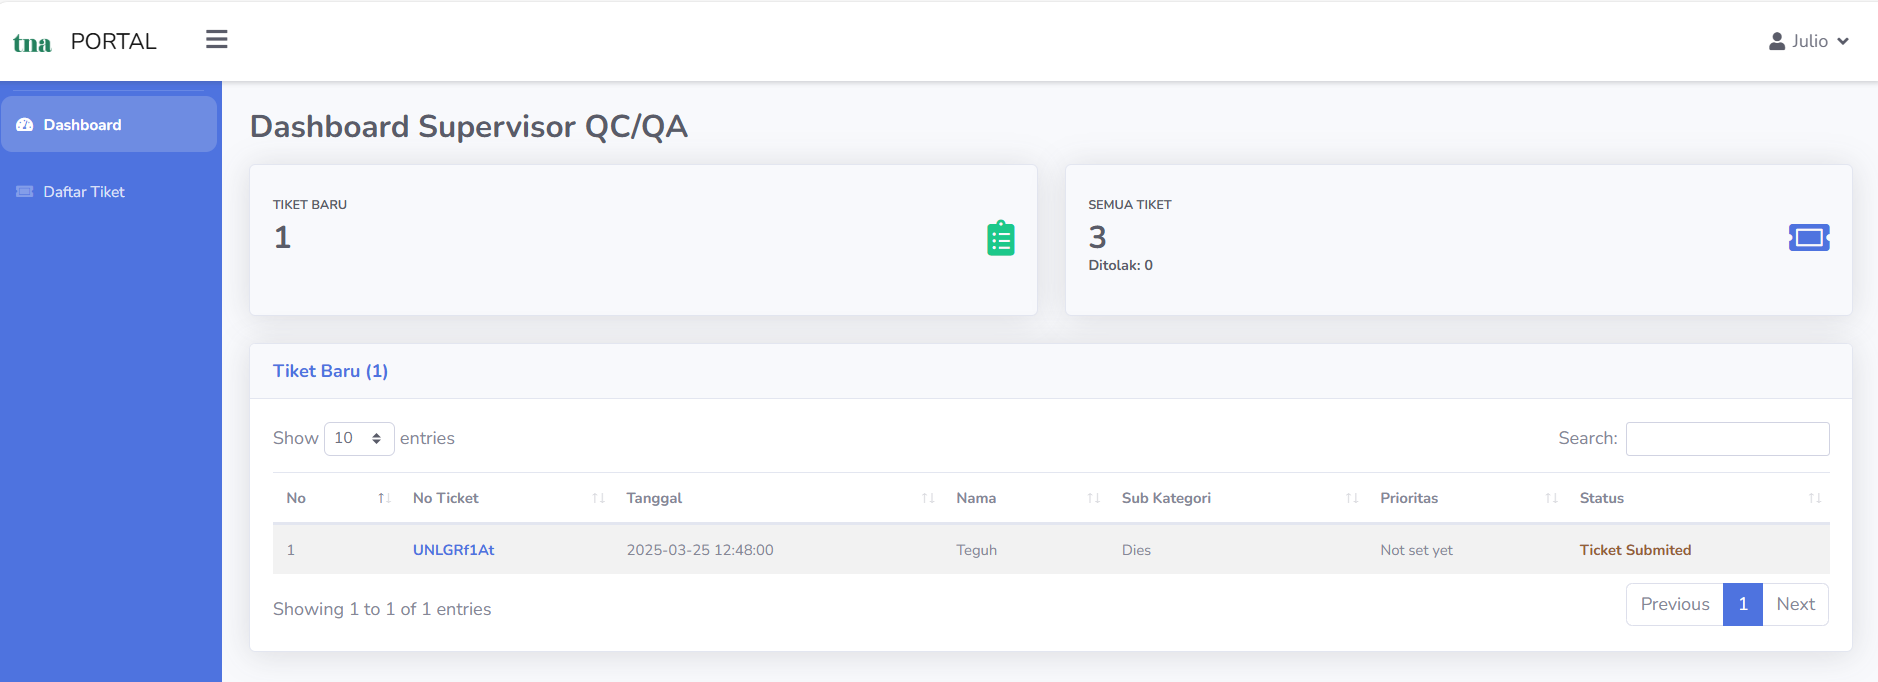 tna PORTAL
Julio
Dashboard
Daftar Tiket
Dashboard Supervisor QC/QA
TIKET BARU
1
SEMUA TIKET
3
Ditolak: 0
Tiket Baru (1)
Show 10 entries
Search:
No No Ticket Tanggal Nama Sub Kategori Prioritas Status
1 UNLGRf1At 2025-03-25 12:48:00 Teguh Dies Not set yet Ticket Submited
Showing 1 to 1 of 1 entries
Previous 1 Next